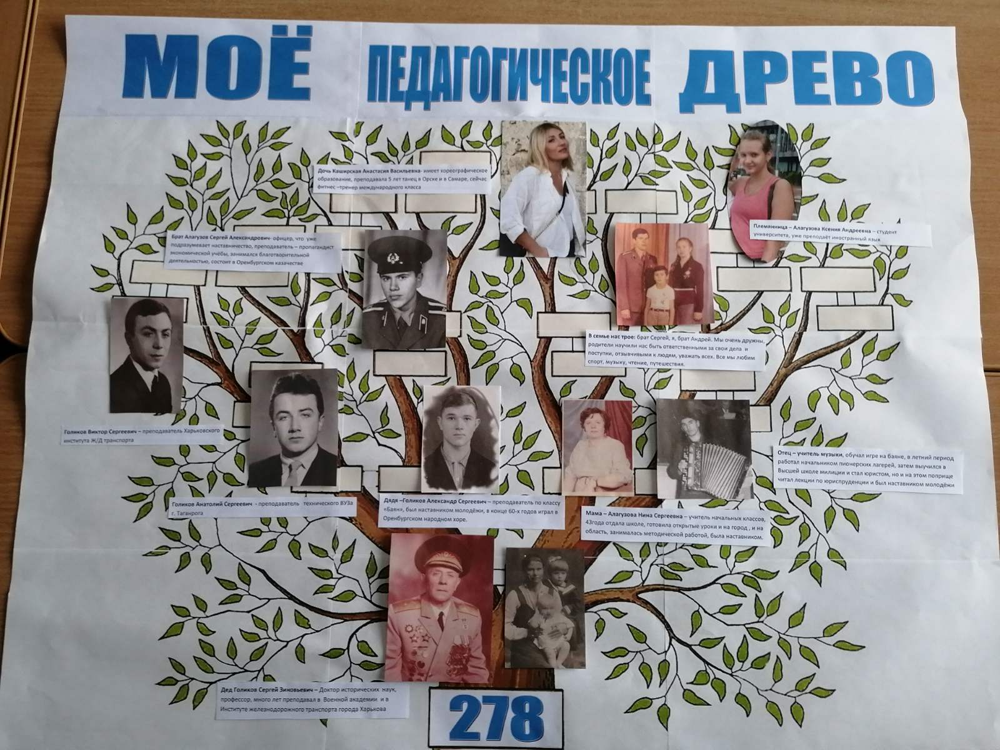 МОЁ ПЕДАГОГИЧЕСКОЕ ДРЕВО
Дочь Каширская Анастасия Васильевна- имеет хореографическое
образование, преподавала 5 лет танец в Орске и в Самаре, сейчас
фитнес –тренер международного класса
Племянница – Алагузова Ксения Андреевна – студент
университета, уже преподаёт иностранный язык
Брат Алагузов Сергей Александрович- офицер, что уже
подразумевает наставничество, преподаватель – пропагандист
экономической учёбы, занимался благотворительной
деятельностью, состоит в Оренбургском казачестве
В семье нас трое: брат Сергей, я, брат Андрей. Мы очень дружны,
родители научили нас быть ответственными за свои дела и
поступки, отзывчивыми к людям, уважать всех. Все мы любим
спорт, музыку, чтение, путешествия.
Голиков Виктор Сергеевич – преподаватель Харьковского
института Ж/Д транспорта
Отец – учитель музыки, обучал игре на баяне, в летний период
работал начальником пионерских лагерей, затем выучился в
Высшей школе милиции и стал юристом, но и на этом поприще
читал лекции по юриспруденции и был наставником молодёжи
Голиков Анатолий Сергеевич - преподаватель технического ВУЗа
г. Таганрога
Дядя –Голиков Александр Сергеевич – преподаватель по классу
«Баян», был наставником молодёжи, в конце 60-х годов играл в
Оренбургском народном хоре.
Мама – Алагузова Нина Сергеевна – учитель начальных классов,
43года отдала школе, готовила открытые уроки и на город , и на
область, занималась методической работой, была наставником.
Дед Голиков Сергей Зиновьевич – Доктор исторических наук,
профессор, много лет преподавал в Военной академии и в
Институте железнодорожного транспорта города Харькова
278